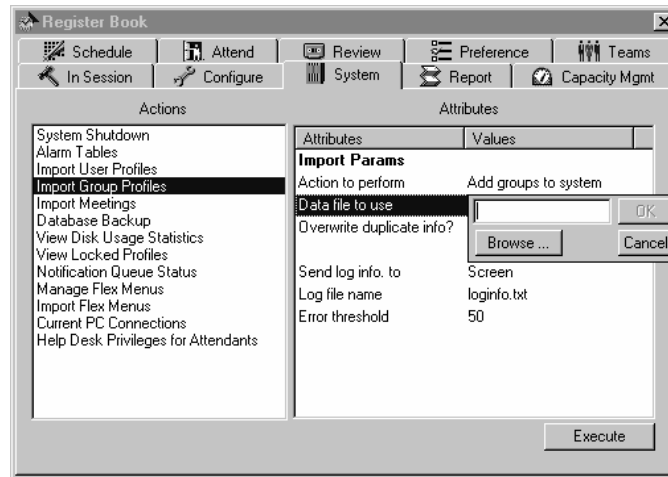 Register Book
Schedule Attend Review Preference Teams
In Session Configure System Report Capacity Mgmt
Actions
System Shutdown
Alarm Tables
Import User Profiles
Import Group Profiles
Import Meetings
Database Backup
View Disk Usage Statistics
View Locked Profiles
Notification Queue Status
Manage Flex Menus
Import Flex Menus
Current PC Connections
Help Desk Privileges for Attendants
Attributes
Attributes Values
Import Params
Action to perform Add groups to system
Data file to use OK
Overwrite duplicate info? Browse ... Cancel
Send log info. to Screen
Log file name loginfo.txt
Error threshold 50
Execute